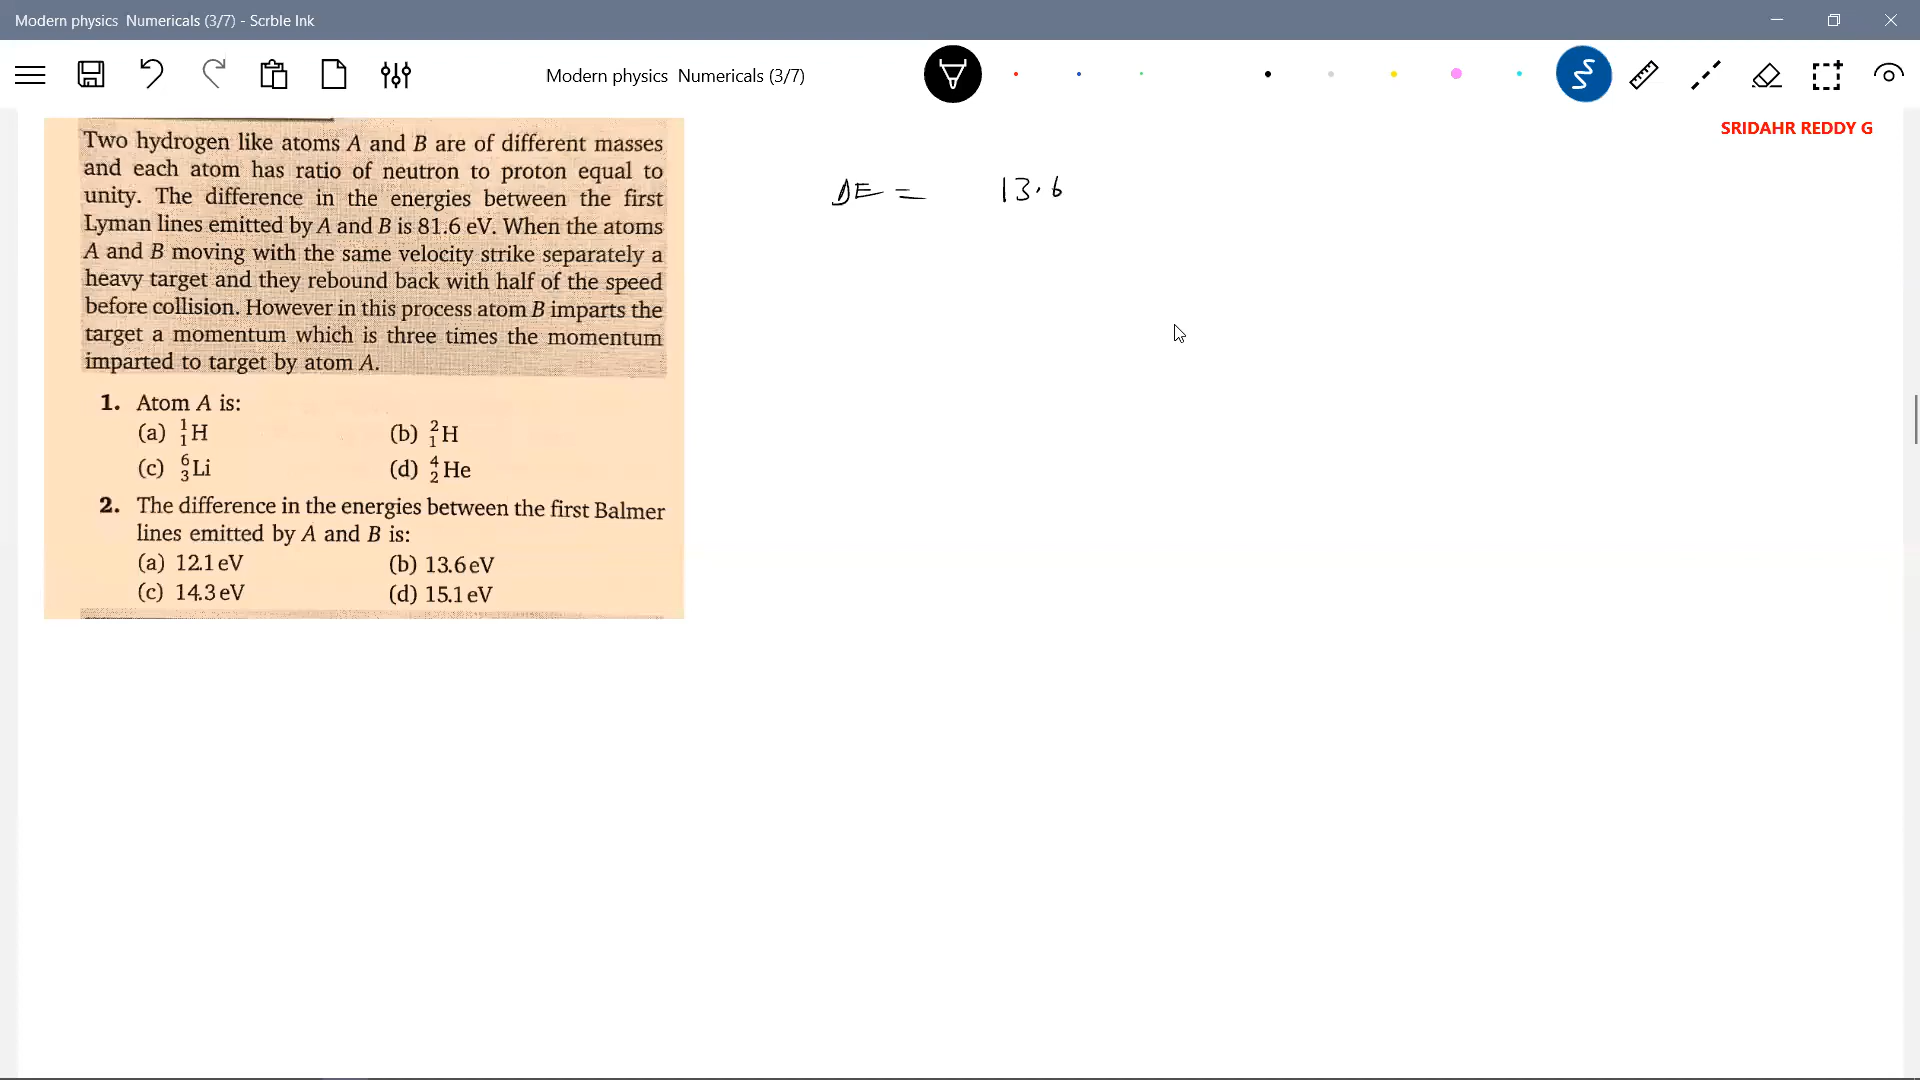 Modern physics Numericals (3/7) - Scrble Ink
Modern physics Numericals (3/7)
SRIDAHR REDDY G
Two hydrogen like atoms A and B are of different masses
and each atom has ratio of neutron to proton equal to
unity. The difference in the energies between the first
Lyman lines emitted by A and B is 81.6 eV. When the atoms
A and B moving with the same velocity strike separately a
heavy target and they rebound back with half of the speed
before collision. However in this process atom B imparts the
target a momentum which is three times the momentum
imparted to target by atom A.
1. Atom A is:
(a) ¹₁H (b) ²₁H
(c) ⁶₃Li (d) ⁴₂He
2. The difference in the energies between the first Balmer
lines emitted by A and B is:
(a) 12.1 eV (b) 13.6 eV
(c) 14.3 eV (d) 15.1 eV
ΔE = 13.6